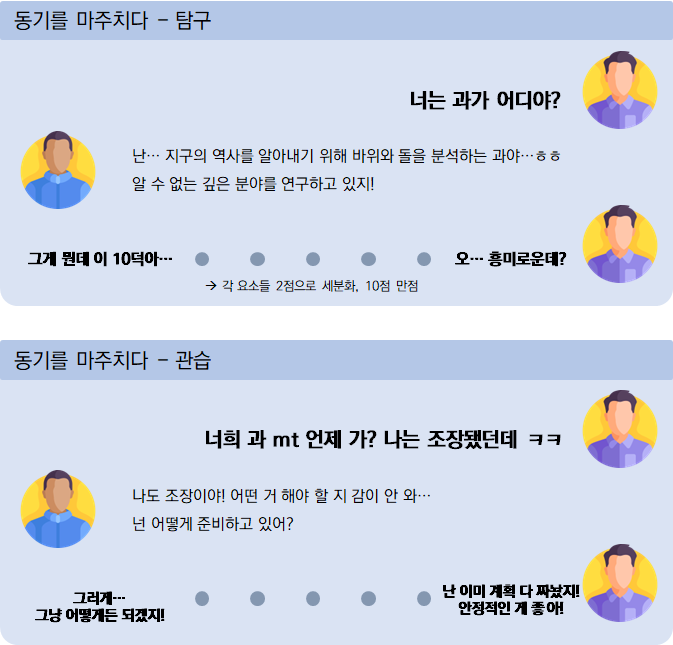 동기를 마주치다 - 탐구
너는 과가 어디야?
난… 지구의 역사를 알아내기 위해 바위와 돌을 분석하는 과야…ㅎㅎ
알 수 없는 깊은 분야를 연구하고 있지!
그게 뭔데 이 10덕아…
오… 흥미로운데?
→ 각 요소들 2점으로 세분화, 10점 만점
동기를 마주치다 - 관습
너희 과 mt 언제 가? 나는 조장됐던데 ㅋㅋ
나도 조장이야! 어떤 거 해야 할 지 감이 안 와…
넌 어떻게 준비하고 있어?
그러게…
그냥 어떻게든 되겠지!
난 이미 계획 다 짜놨지!
안정적인 게 좋아!